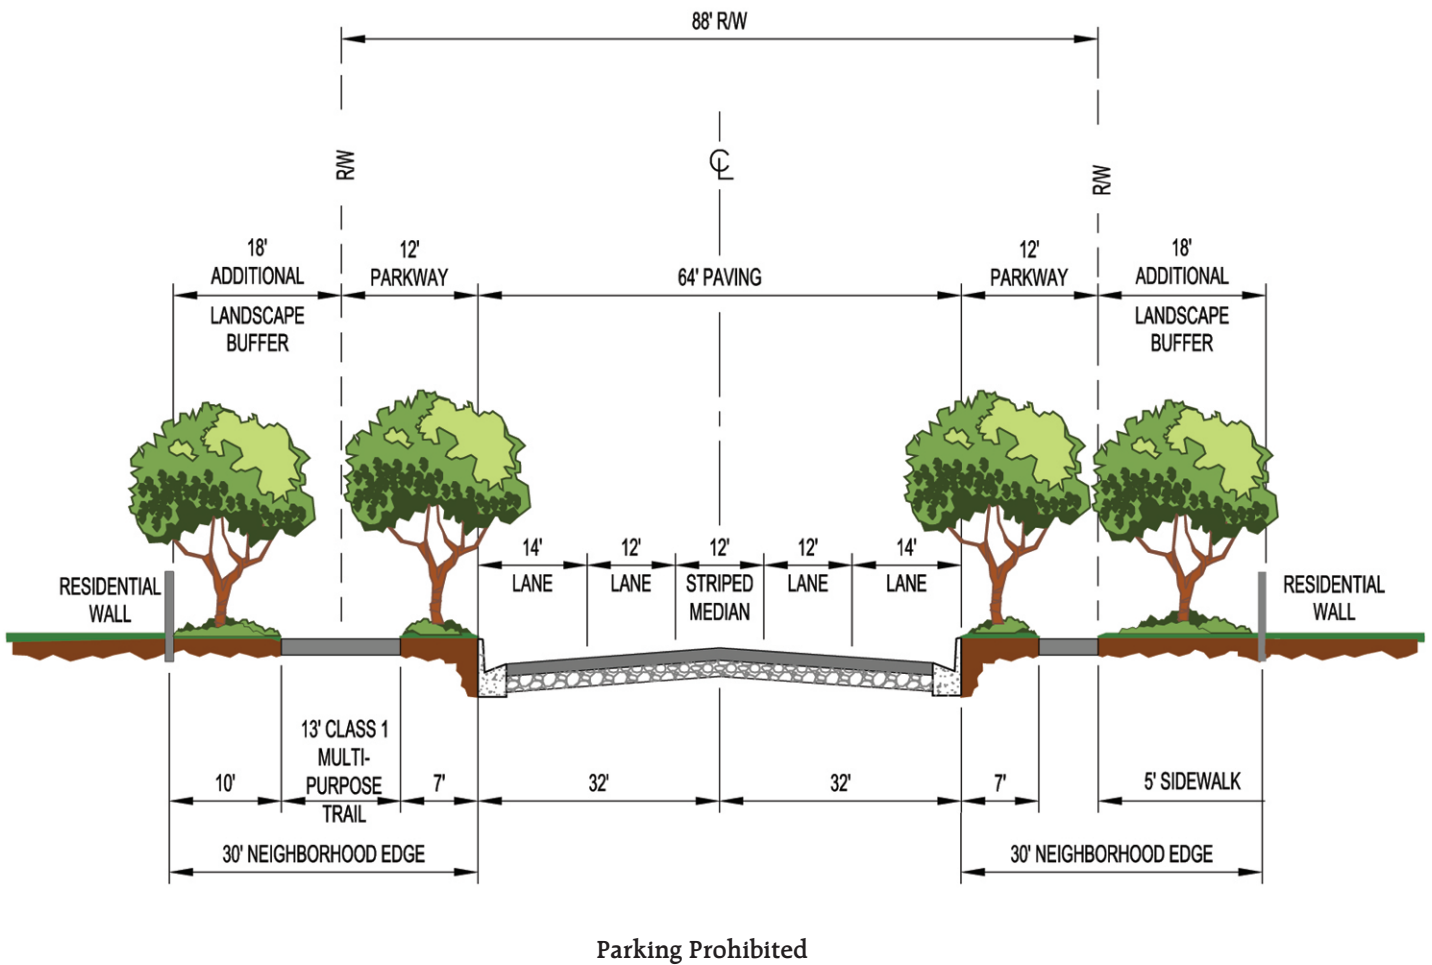 88' R/W
R/W
CL
R/W
18'
ADDITIONAL
LANDSCAPE
BUFFER
12'
PARKWAY
64' PAVING
12'
PARKWAY
18'
ADDITIONAL
LANDSCAPE
BUFFER
14'
LANE
12'
LANE
12'
STRIPED
MEDIAN
12'
LANE
14'
LANE
RESIDENTIAL
WALL
RESIDENTIAL
WALL
10'
13' CLASS 1
MULTI-
PURPOSE
TRAIL
7'
32'
32'
7'
5' SIDEWALK
30' NEIGHBORHOOD EDGE
30' NEIGHBORHOOD EDGE
Parking Prohibited